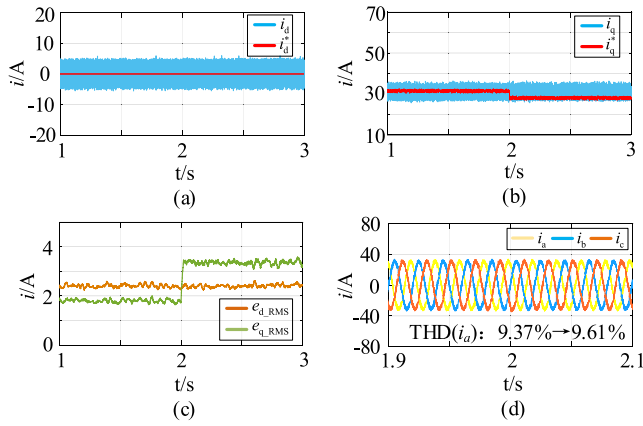 20
10
0
-10
-20
i/A
i_d
i_d^*
1
2
3
t/s
(a)
70
50
30
10
i/A
i_q
i_q^*
1
2
3
t/s
(b)
4
2
0
i/A
e_d_RMS
e_q_RMS
1
2
3
t/s
(c)
80
40
0
-40
-80
i/A
i_a i_b i_c
THD(i_a): 9.37%→9.61%
1.9
2
2.1
t/s
(d)